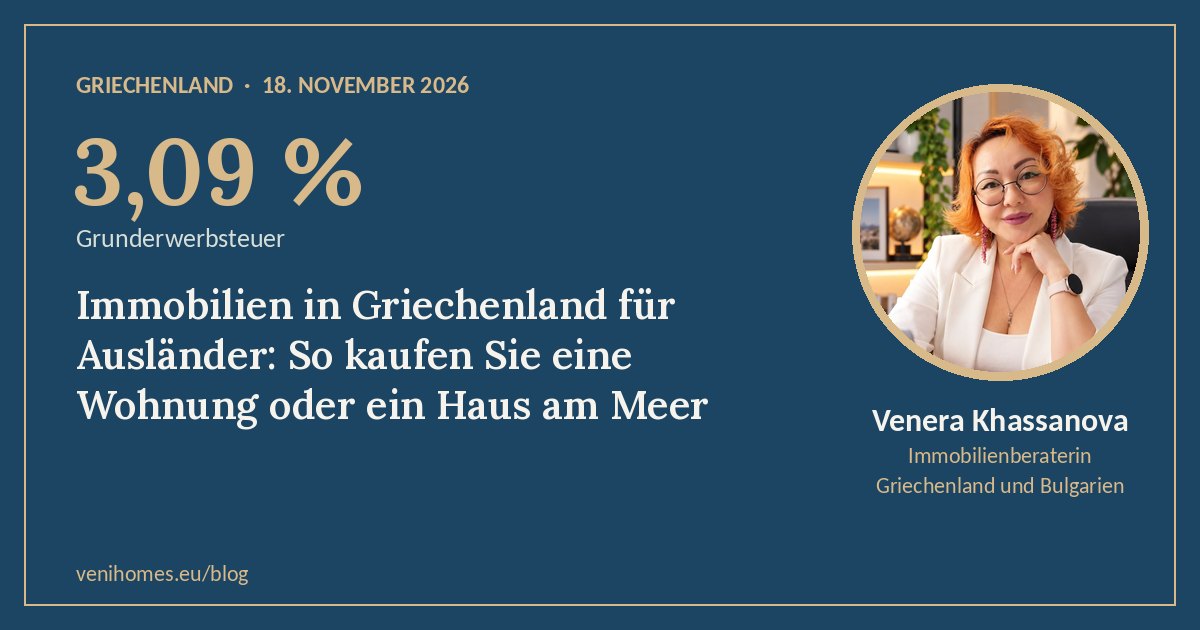 GRIECHENLAND · 18. NOVEMBER 2026
3,09 %
Grunderwerbsteuer
Immobilien in Griechenland für
Ausländer: So kaufen Sie eine
Wohnung oder ein Haus am Meer
Venera Khassanova
Immobilienberaterin
Griechenland und Bulgarien
venihomes.eu/blog